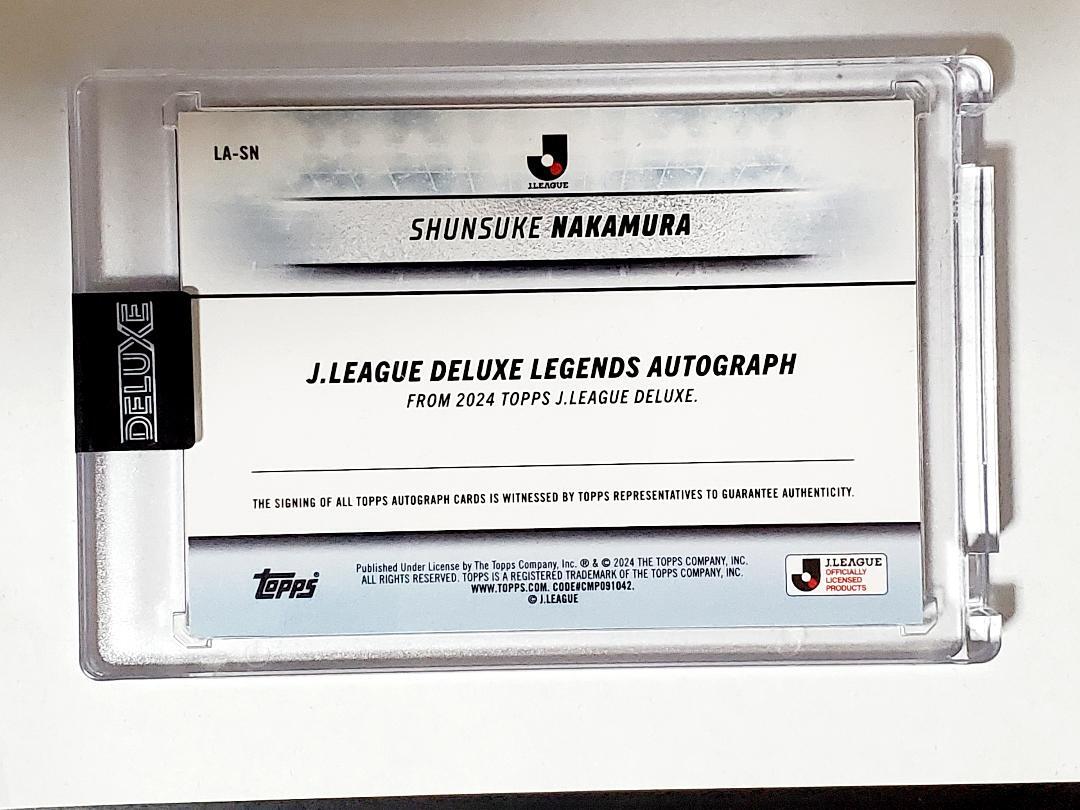 LA-SN
J.LEAGUE
SHUNSUKE NAKAMURA
DELUXE
J.LEAGUE DELUXE LEGENDS AUTOGRAPH
FROM 2024 TOPPS J.LEAGUE DELUXE.
THE SIGNING OF ALL TOPPS AUTOGRAPH CARDS IS WITNESSED BY TOPPS REPRESENTATIVES TO GUARANTEE AUTHENTICITY.
topps
Published Under License by The Topps Company, Inc. ® & © 2024 THE TOPPS COMPANY, INC.
ALL RIGHTS RESERVED. TOPPS IS A REGISTERED TRADEMARK OF THE TOPPS COMPANY, INC.
WWW.TOPPS.COM. CODE#CMP091042.
© J.LEAGUE
J.LEAGUE
OFFICIALLY
LICENSED
PRODUCTS